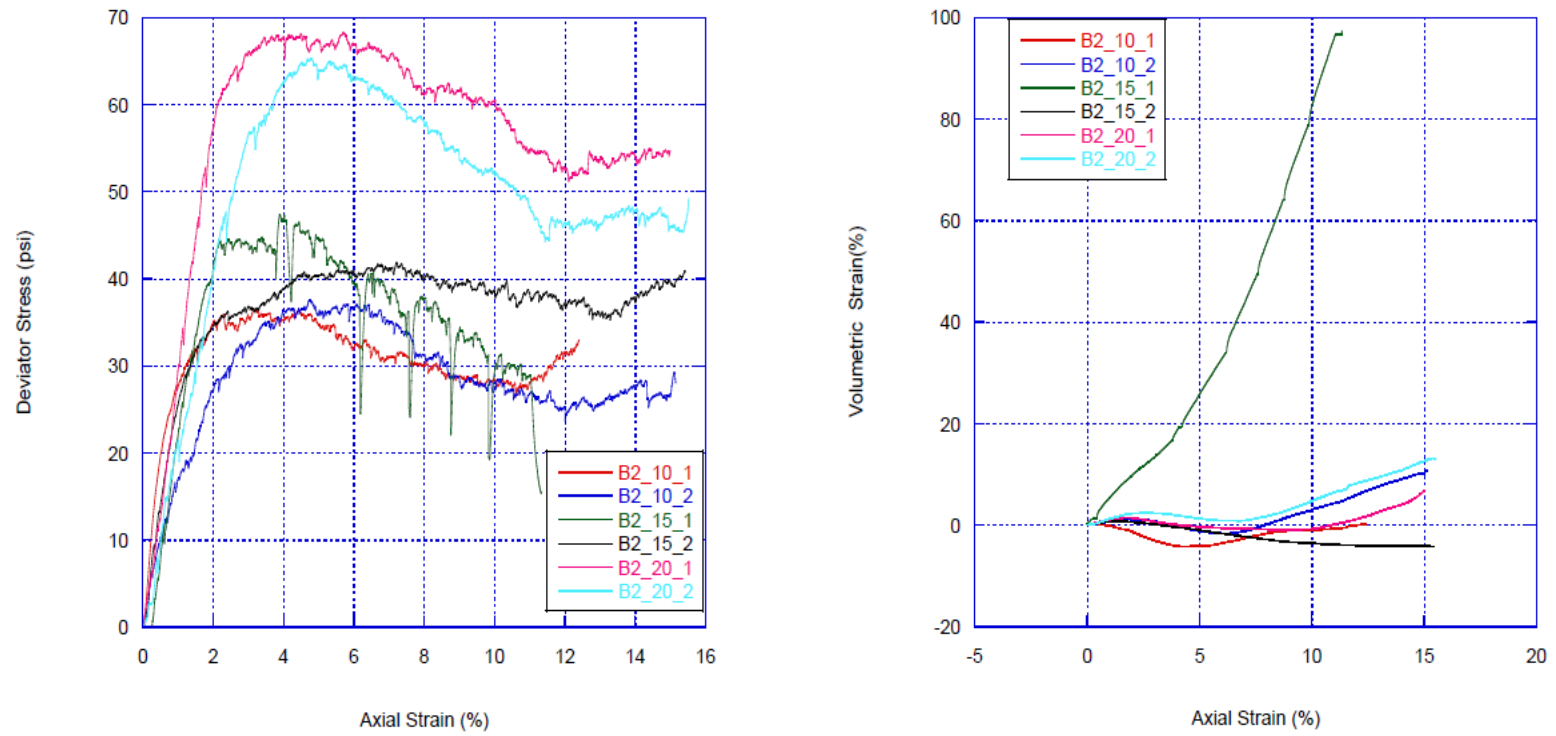 70
60
50
40
30
20
10
0
0 2 4 6 8 10 12 14 16
Deviator Stress (psi)
Axial Strain (%)
B2_10_1
B2_10_2
B2_15_1
B2_15_2
B2_20_1
B2_20_2
100
80
60
40
20
0
-20
-5 0 5 10 15 20
Volumetric Strain(%)
Axial Strain (%)
B2_10_1
B2_10_2
B2_15_1
B2_15_2
B2_20_1
B2_20_2